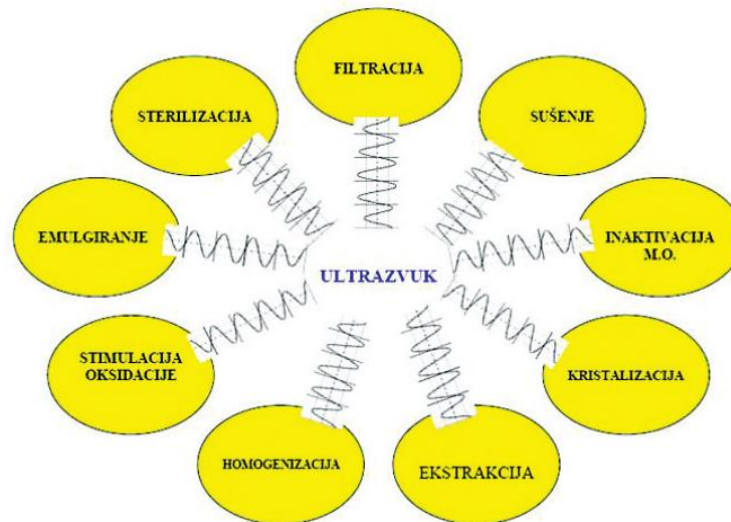 FILTRACIJA
STERILIZACIJA
SUŠENJE
EMULGIRANJE
INAKTIVACIJA
M.O.
ULTRAZVUK
STIMULACIJA
OKSIDACIJE
KRISTALIZACIJA
HOMOGENIZACIJA
EKSTRAKCIJA